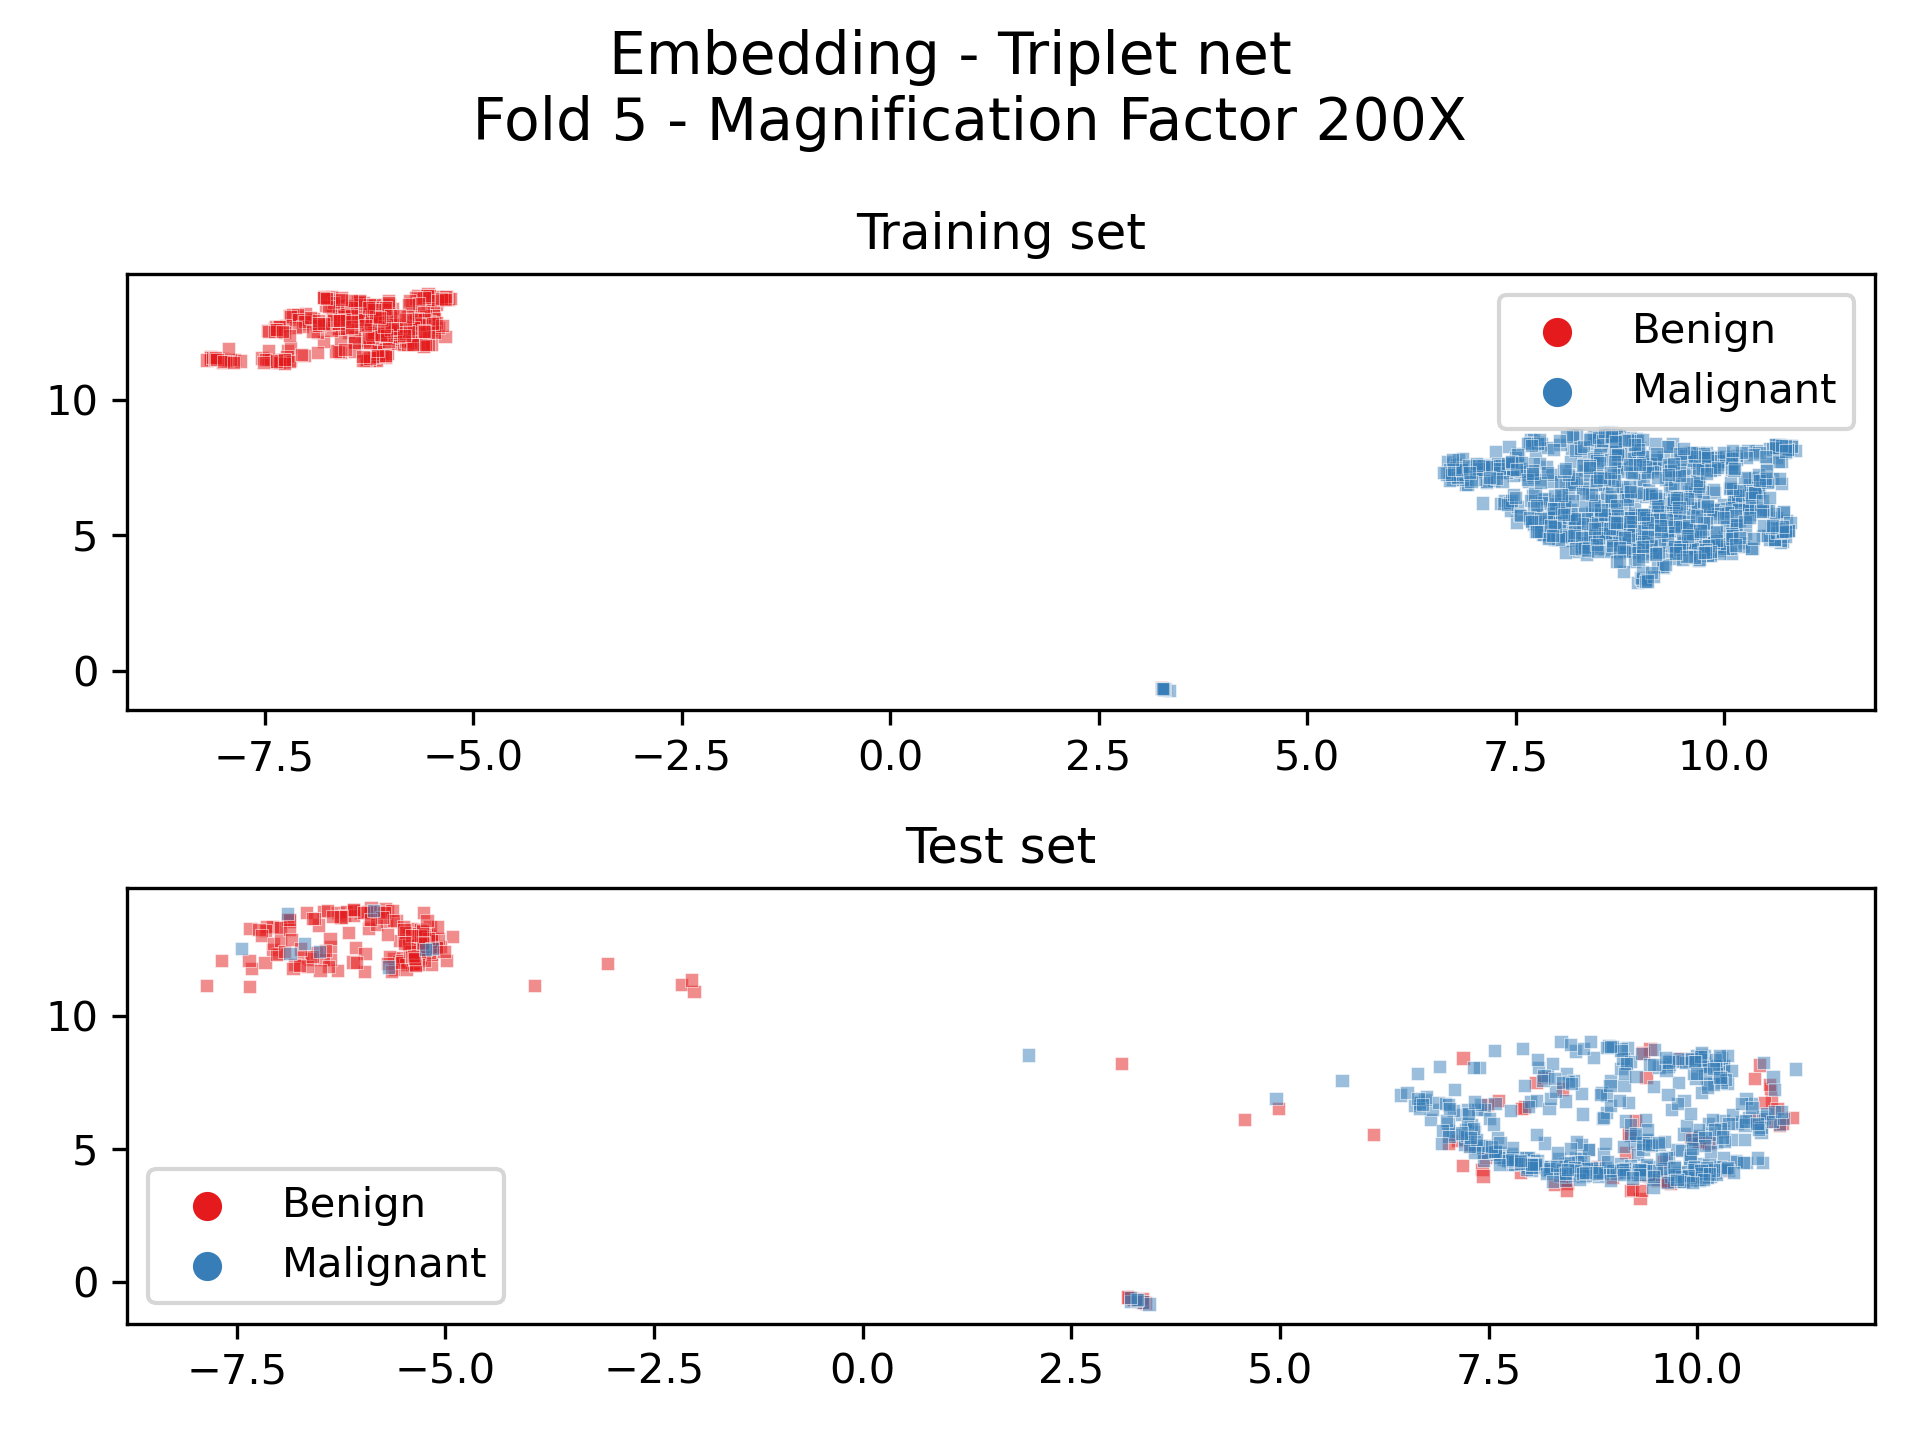 Embedding - Triplet net
Fold 5 - Magnification Factor 200X
Training set
Benign
Malignant
10
5
0
−7.5 −5.0 −2.5 0.0 2.5 5.0 7.5 10.0
Test set
10
5
0
Benign
Malignant
−7.5 −5.0 −2.5 0.0 2.5 5.0 7.5 10.0